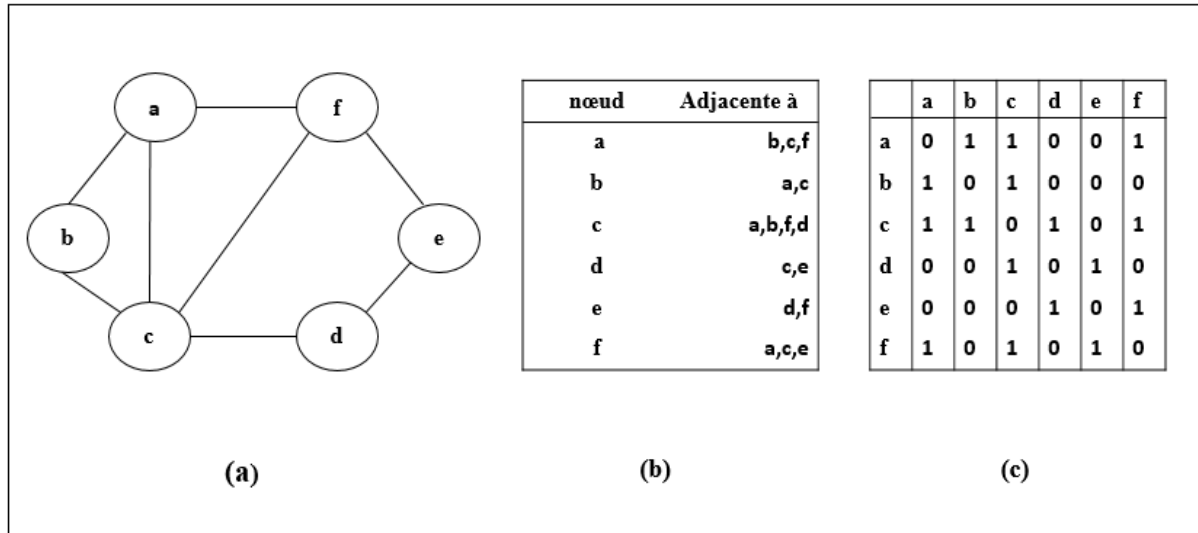 a
f
b
e
c
d
(a)
nœud Adjacente à
a b,c,f
b a,c
c a,b,f,d
d c,e
e d,f
f a,c,e
(b)
a b c d e f
a 0 1 1 0 0 1
b 1 0 1 0 0 0
c 1 1 0 1 0 1
d 0 0 1 0 1 0
e 0 0 0 1 0 1
f 1 0 1 0 1 0
(c)